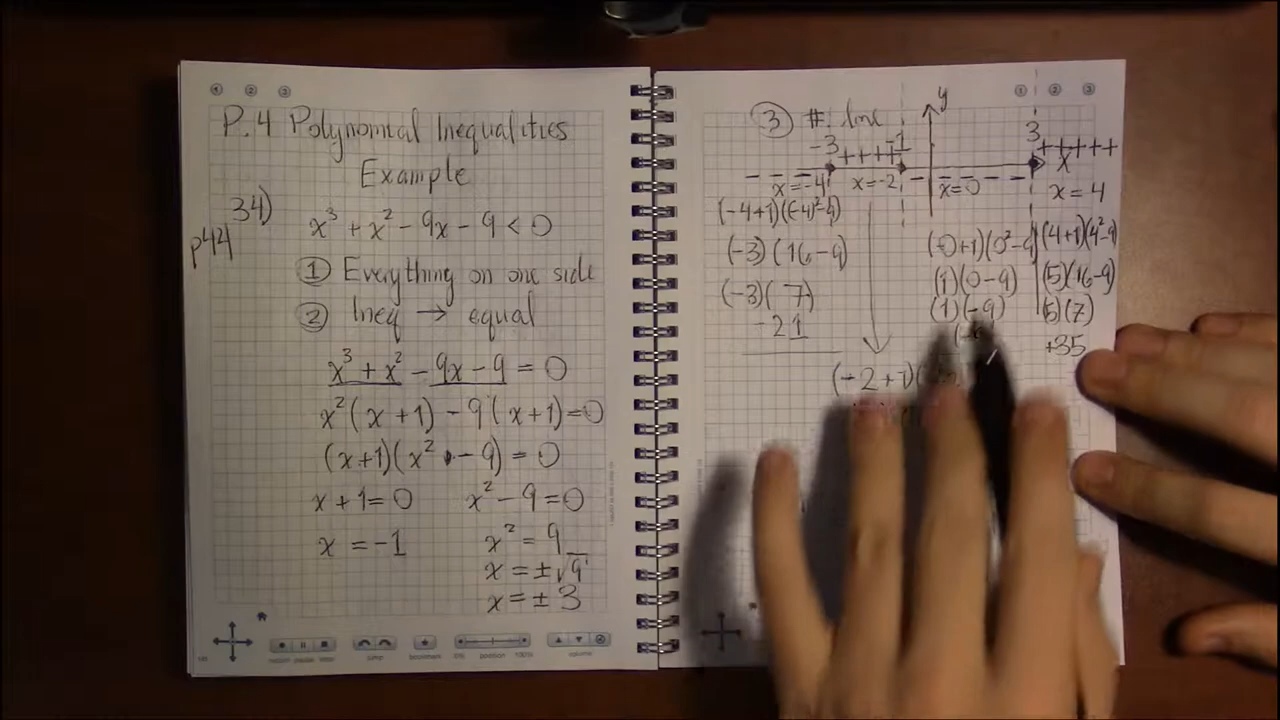 P.4 Polynomial Inequalities
Example
34)
p424
x³ + x² - 9x - 9 < 0
① Everything on one side
② Ineq → equal
x³ + x² - 9x - 9 = 0
x²(x+1) - 9(x+1) = 0
(x+1)(x² - 9) = 0
x + 1 = 0 x² - 9 = 0
x = -1 x² = 9
x = ±√9
x = ± 3
③ # line
y
-3 -1 3
- - - - ++++ - - - - - +++++
x
x = -4 x = -2 x = 0 x = 4
(-4+1)((-4)²-9)
(-3)(16-9)
(-3)(7)
-21
(0+1)(0²-9)
(1)(0-9)
(1)(-9)
(4+1)(4²-9)
(5)(16-9)
(5)(7)
+35
(-2+1)